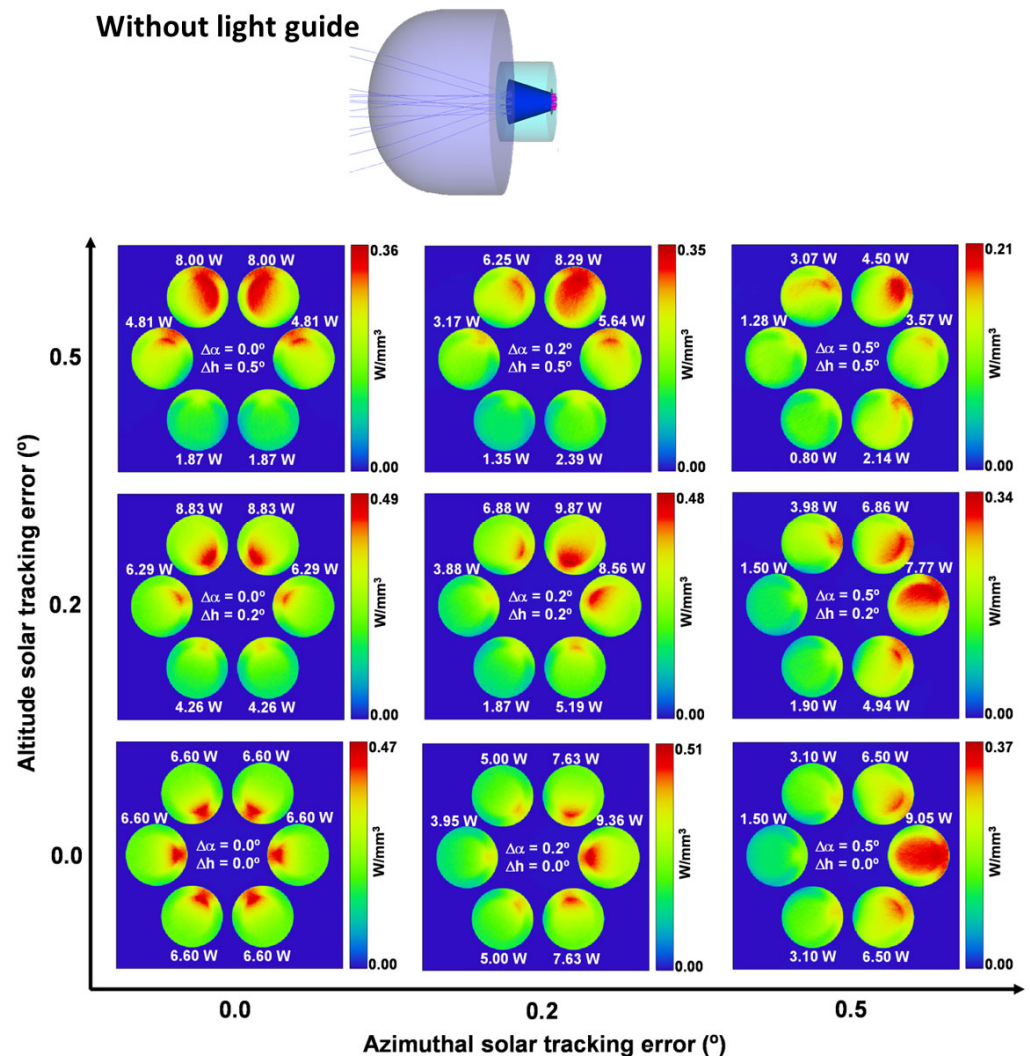 Without light guide
Altitude solar tracking error (º)
0.5
8.00 W 8.00 W
4.81 W 4.81 W
Δα = 0.0º
Δh = 0.5º
1.87 W 1.87 W
0.36
W/mm³
0.00
6.25 W 8.29 W
3.17 W 5.64 W
Δα = 0.2º
Δh = 0.5º
1.35 W 2.39 W
0.35
W/mm³
0.00
3.07 W 4.50 W
1.28 W 3.57 W
Δα = 0.5º
Δh = 0.5º
0.80 W 2.14 W
0.21
W/mm³
0.00
0.2
8.83 W 8.83 W
6.29 W 6.29 W
Δα = 0.0º
Δh = 0.2º
4.26 W 4.26 W
0.49
W/mm³
0.00
6.88 W 9.87 W
3.88 W 8.56 W
Δα = 0.2º
Δh = 0.2º
1.87 W 5.19 W
0.48
W/mm³
0.00
3.98 W 6.86 W
1.50 W 7.77 W
Δα = 0.5º
Δh = 0.2º
1.90 W 4.94 W
0.34
W/mm³
0.00
0.0
6.60 W 6.60 W
6.60 W 6.60 W
Δα = 0.0º
Δh = 0.0º
6.60 W 6.60 W
0.47
W/mm³
0.00
5.00 W 7.63 W
3.95 W 9.36 W
Δα = 0.2º
Δh = 0.0º
5.00 W 7.63 W
0.51
W/mm³
0.00
3.10 W 6.50 W
1.50 W 9.05 W
Δα = 0.5º
Δh = 0.0º
3.10 W 6.50 W
0.37
W/mm³
0.00
0.0 0.2 0.5
Azimuthal solar tracking error (º)